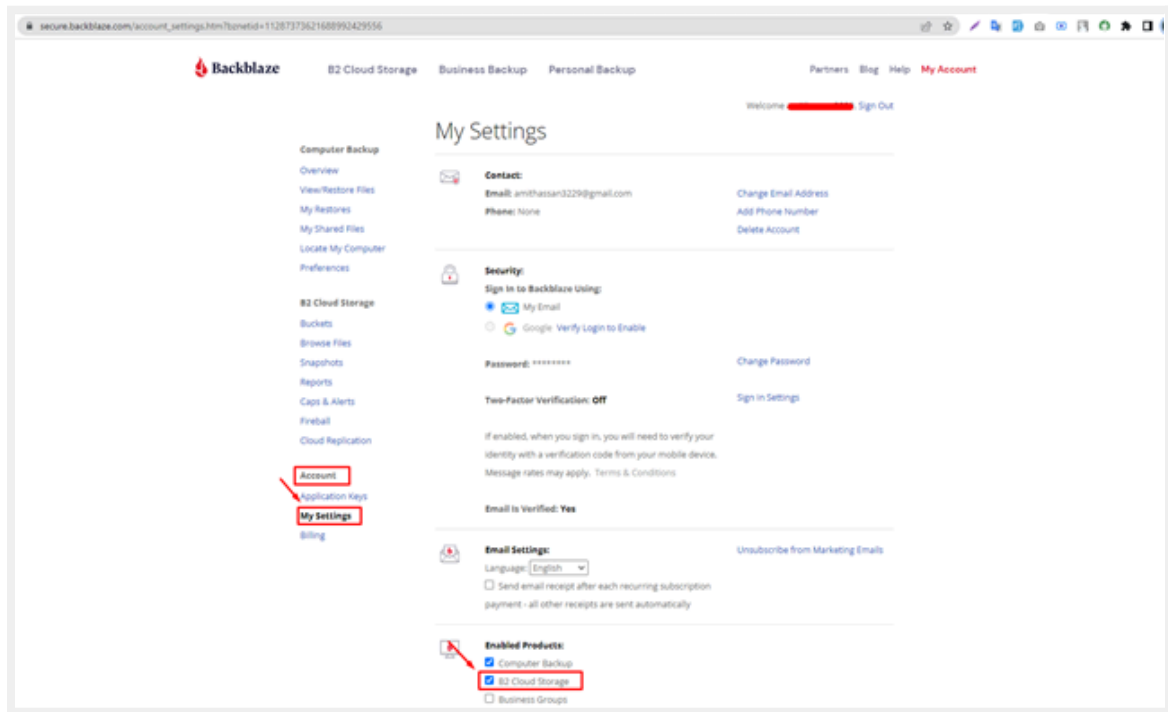 secure.backblaze.com/account_settings.htm?bznetid=11287373621688992429556
Backblaze B2 Cloud Storage Business Backup Personal Backup Partners Blog Help My Account
Welcome Sign Out
My Settings
Computer Backup
Overview
View/Restore Files
My Restores
My Shared Files
Locate My Computer
Preferences
B2 Cloud Storage
Buckets
Browse Files
Snapshots
Reports
Caps & Alerts
Fireball
Cloud Replication
Account
Application Keys
My Settings
Billing
Contact:
Email: amithassan3229@gmail.com Change Email Address
Phone: None Add Phone Number
Delete Account
Security:
Sign In to Backblaze Using:
My Email
Google Verify Login to Enable
Password: ******** Change Password
Two-Factor Verification: Off Sign In Settings
If enabled, when you sign in, you will need to verify your
identity with a verification code from your mobile device.
Message rates may apply. Terms & Conditions
Email Is Verified: Yes
Email Settings: Unsubscribe from Marketing Emails
Language: English
Send email receipt after each recurring subscription
payment - all other receipts are sent automatically
Enabled Products:
Computer Backup
B2 Cloud Storage
Business Groups